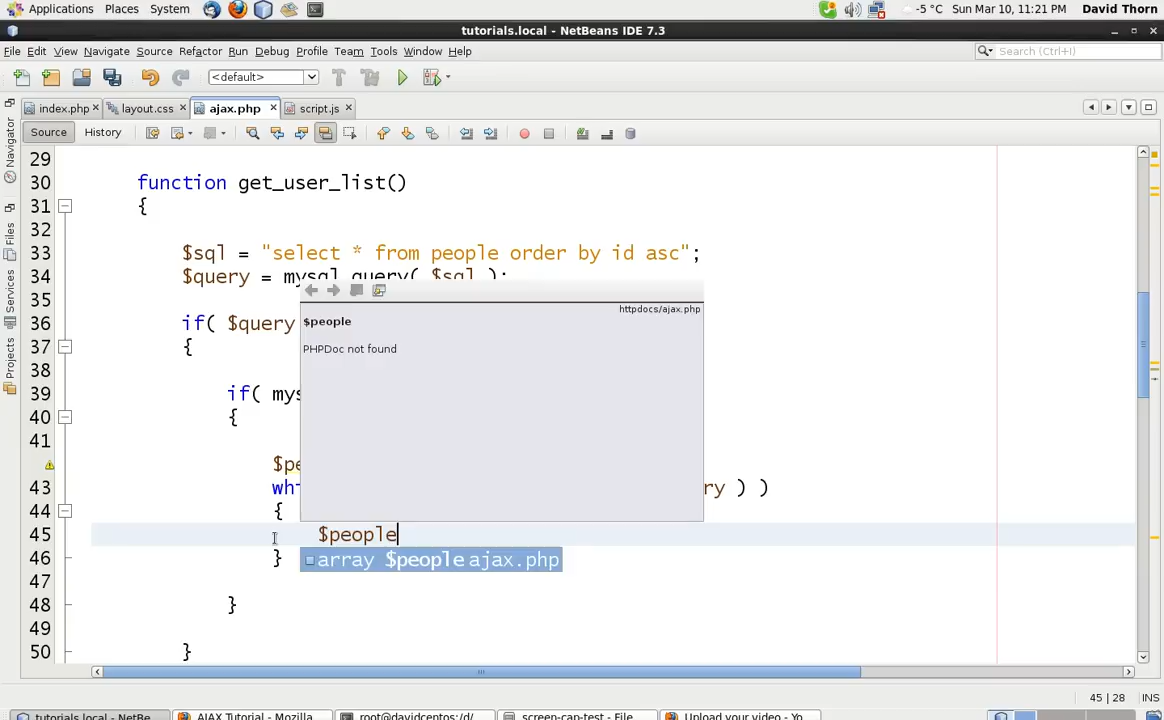 Applications Places System -5 °C Sun Mar 10, 11:21 PM David Thorn
tutorials.local - NetBeans IDE 7.3
File Edit View Navigate Source Refactor Run Debug Profile Team Tools Window Help Search (Ctrl+I)
<default>
index.php layout.css ajax.php script.js
Source History
Navigator
Files
Services
Projects
29
30 function get_user_list()
31 {
32
33 $sql = "select * from people order by id asc";
34 $query = mysql_query( $sql );
35
36 if( $query
37 {
38
39 if( mys
40 {
41
$pe
43 whi ry ) )
44 {
45 $people
46 }
47
48 }
49
50 }
httpdocs/ajax.php
$people
PHPDoc not found
array $people ajax.php
45 | 28 INS
tutorials.local - NetBe... AJAX Tutorial - Mozilla ... root@davidcentos:/d/... screen-cap-test - File ... Upload your video - Yo...